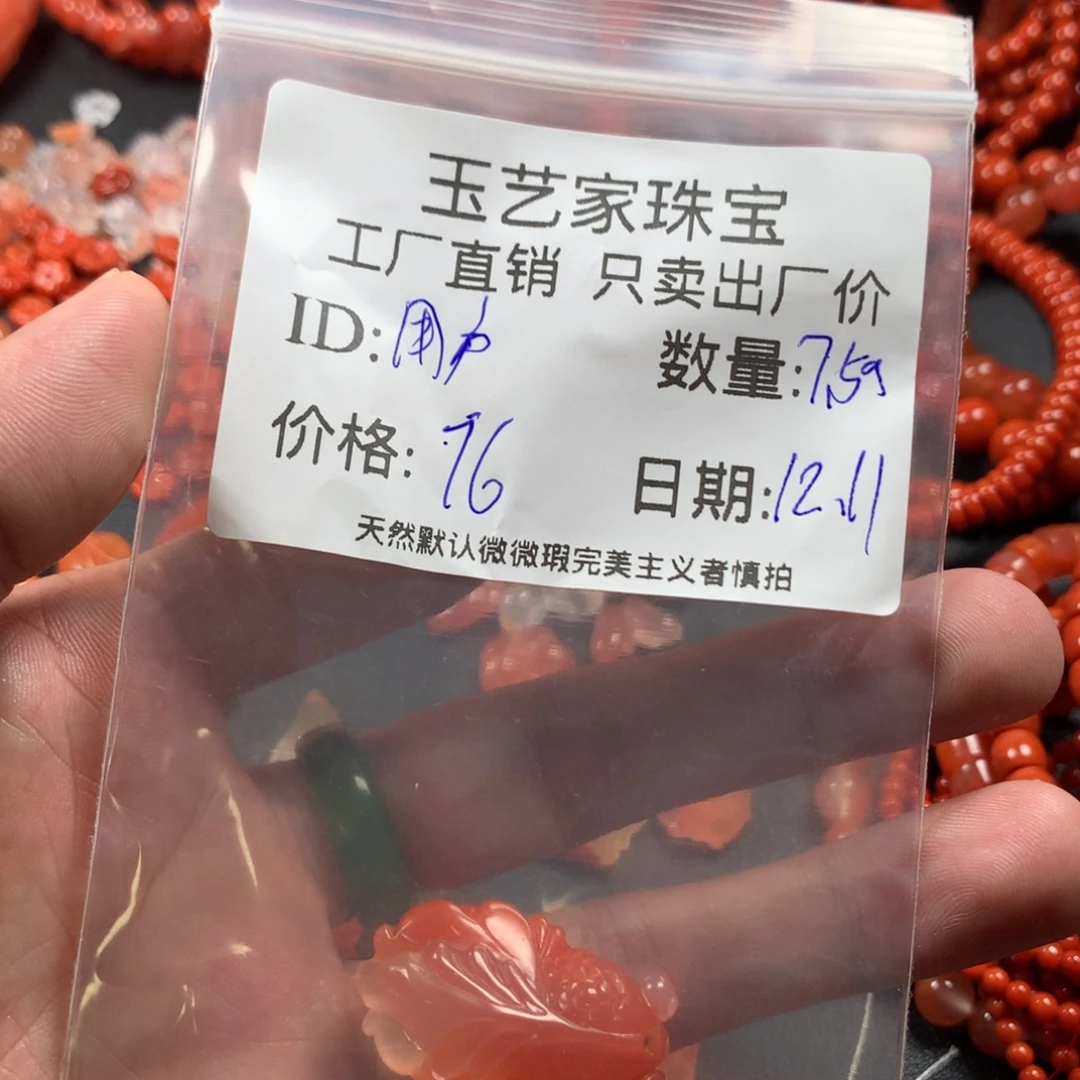 玉艺家珠宝
工厂直销 只卖出厂价
ID:用户 数量:7.5g
价格:76 日期:12.11
天然默认微微瑕完美主义者慎拍